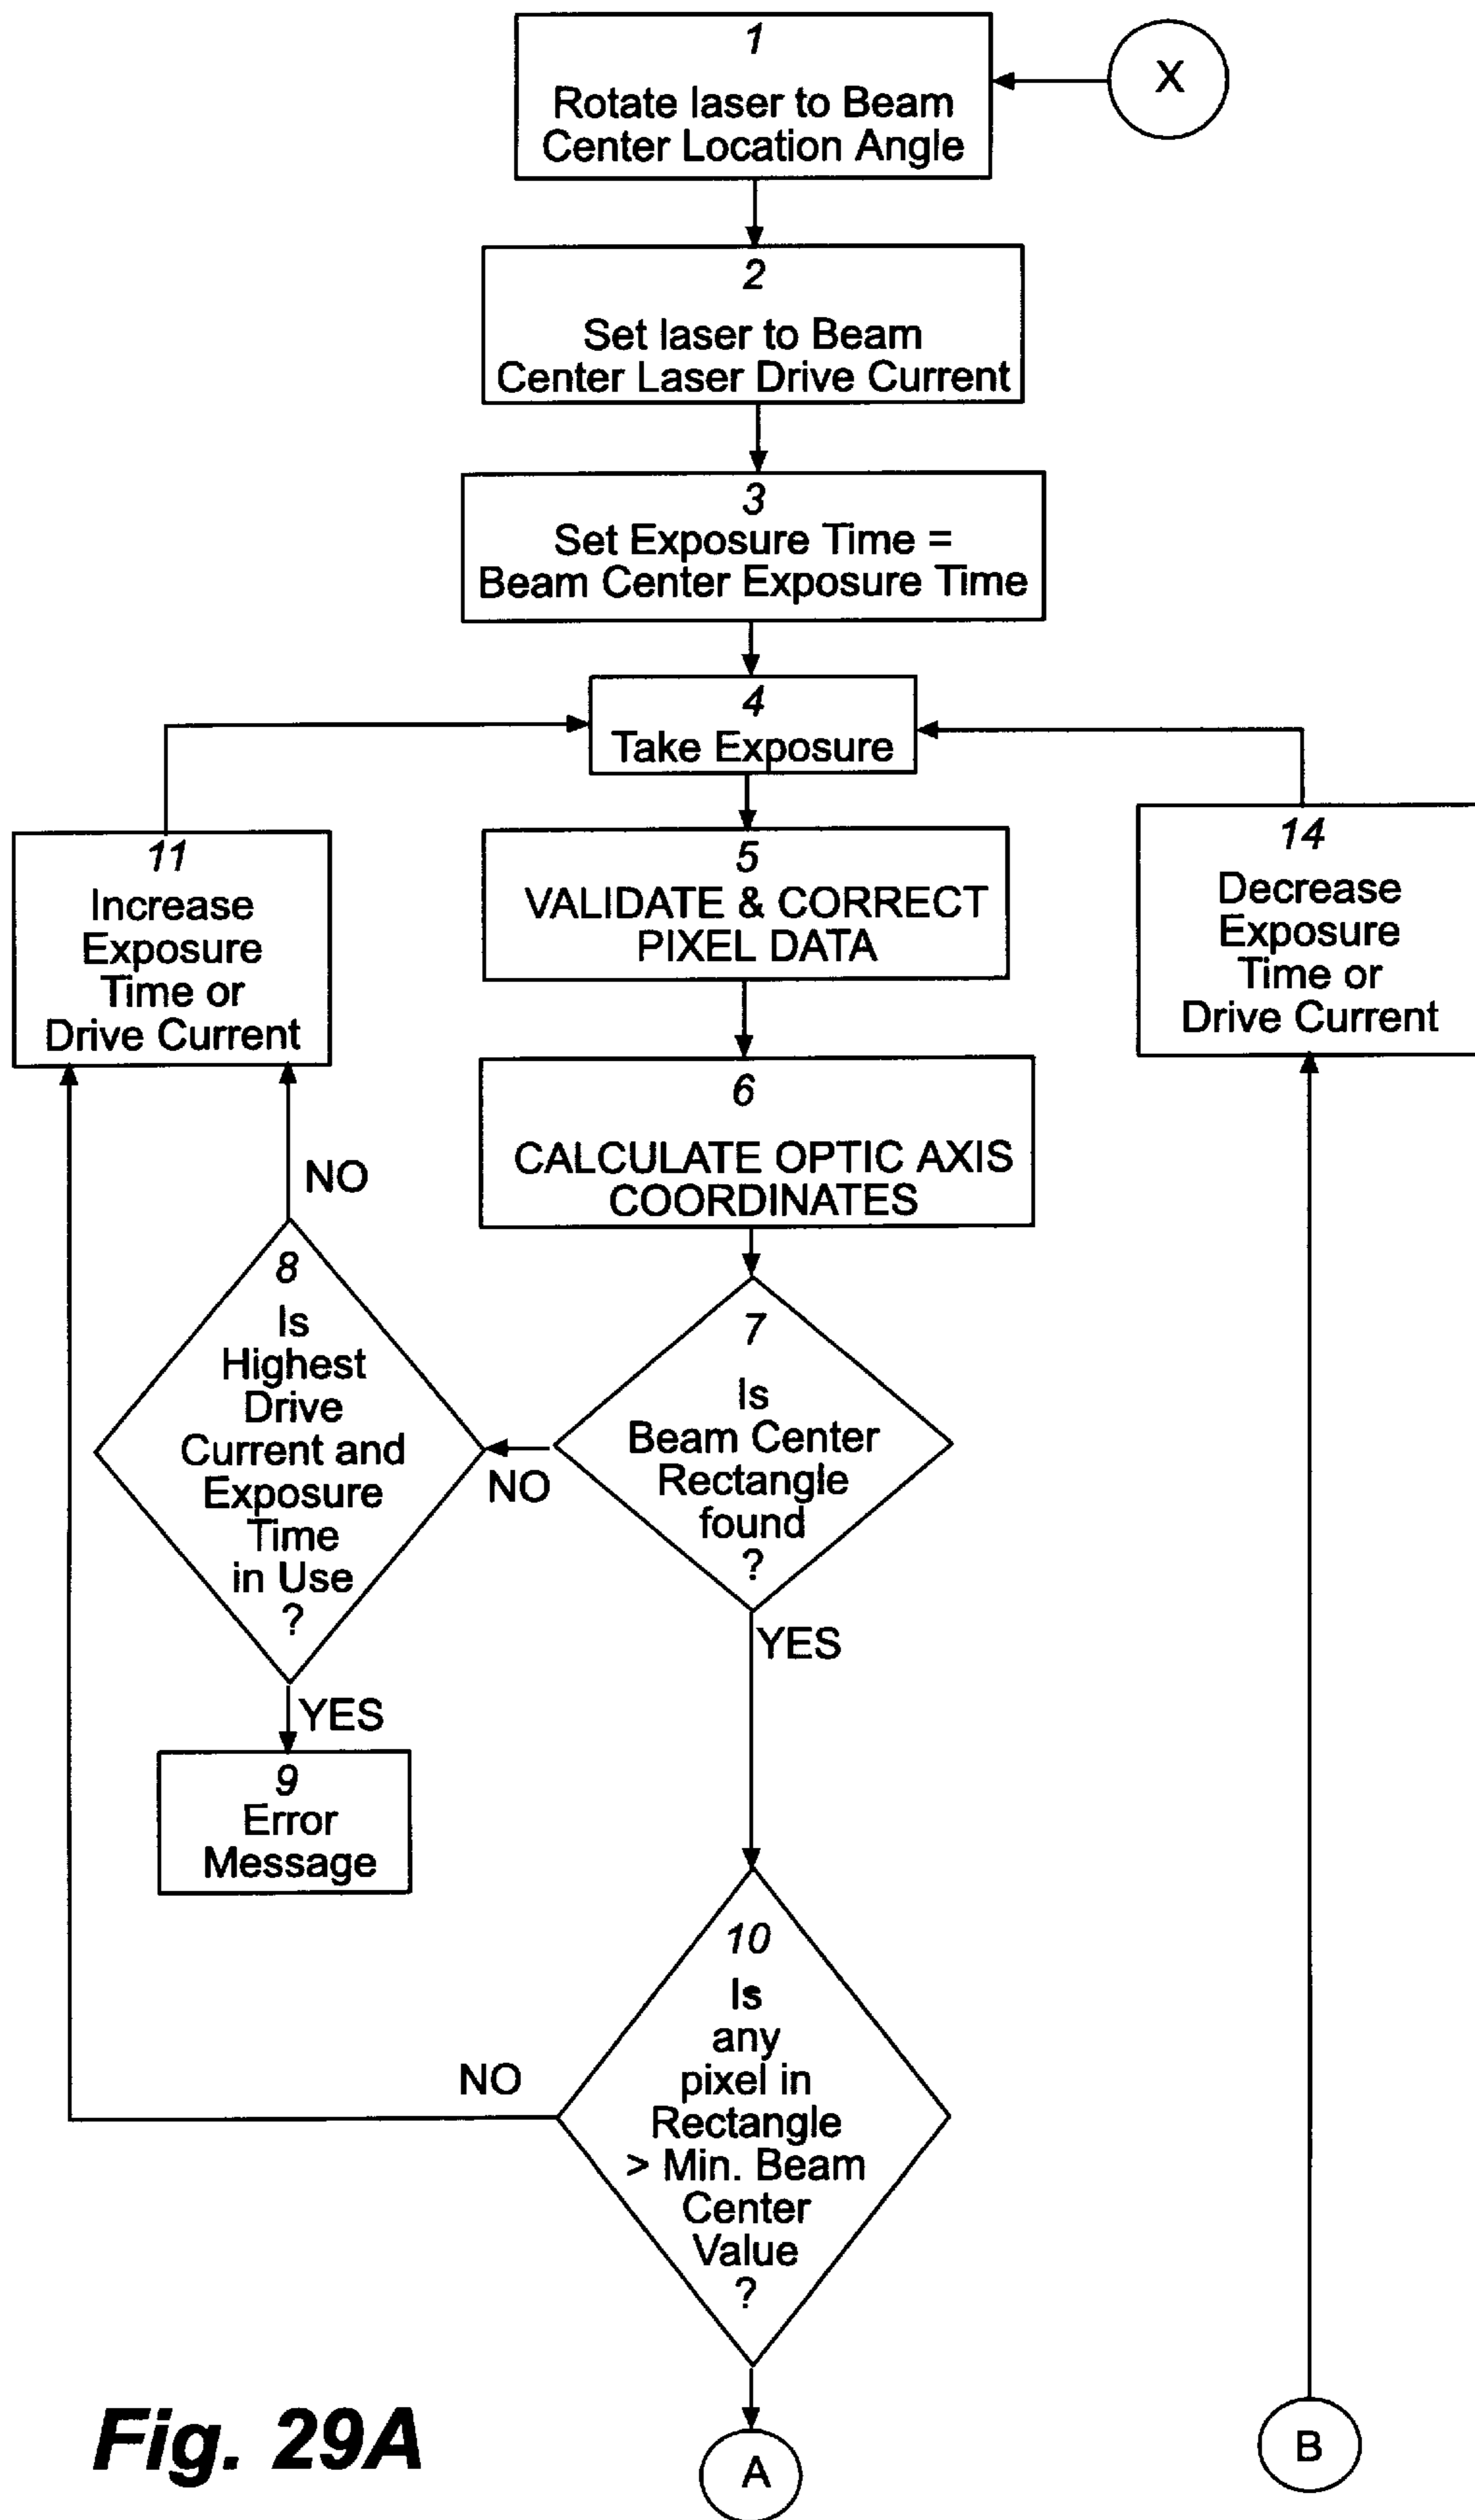 1
Rotate laser to Beam
Center Location Angle
X
2
Set laser to Beam
Center Laser Drive Current
3
Set Exposure Time =
Beam Center Exposure Time
4
Take Exposure
11
Increase
Exposure
Time or
Drive Current
5
VALIDATE & CORRECT
PIXEL DATA
14
Decrease
Exposure
Time or
Drive Current
6
CALCULATE OPTIC AXIS
COORDINATES
NO
8
Is
Highest
Drive
Current and
Exposure
Time
in Use
?
7
Is
Beam Center
Rectangle
found
?
NO
YES
YES
9
Error
Message
10
Is
any
pixel in
Rectangle
> Min. Beam
Center
Value
?
NO
A
B
Fig. 29A